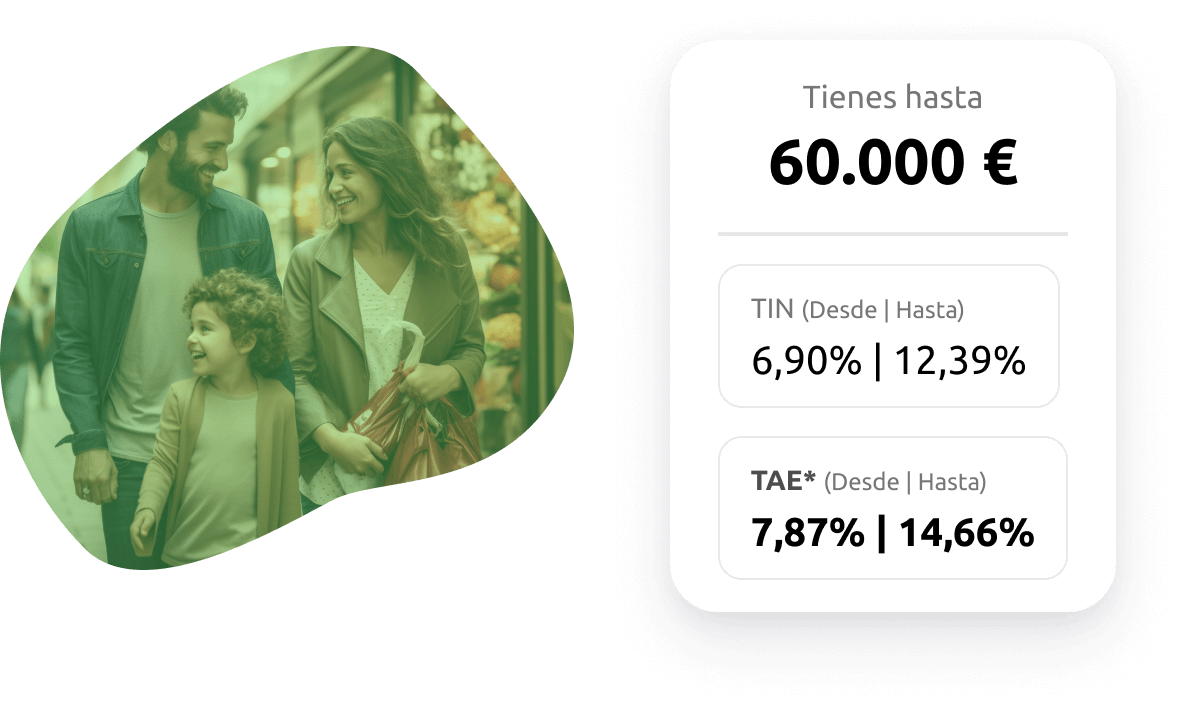 Tienes hasta
60.000 €
TIN (Desde | Hasta)
6,90% | 12,39%
TAE* (Desde | Hasta)
7,87% | 14,66%